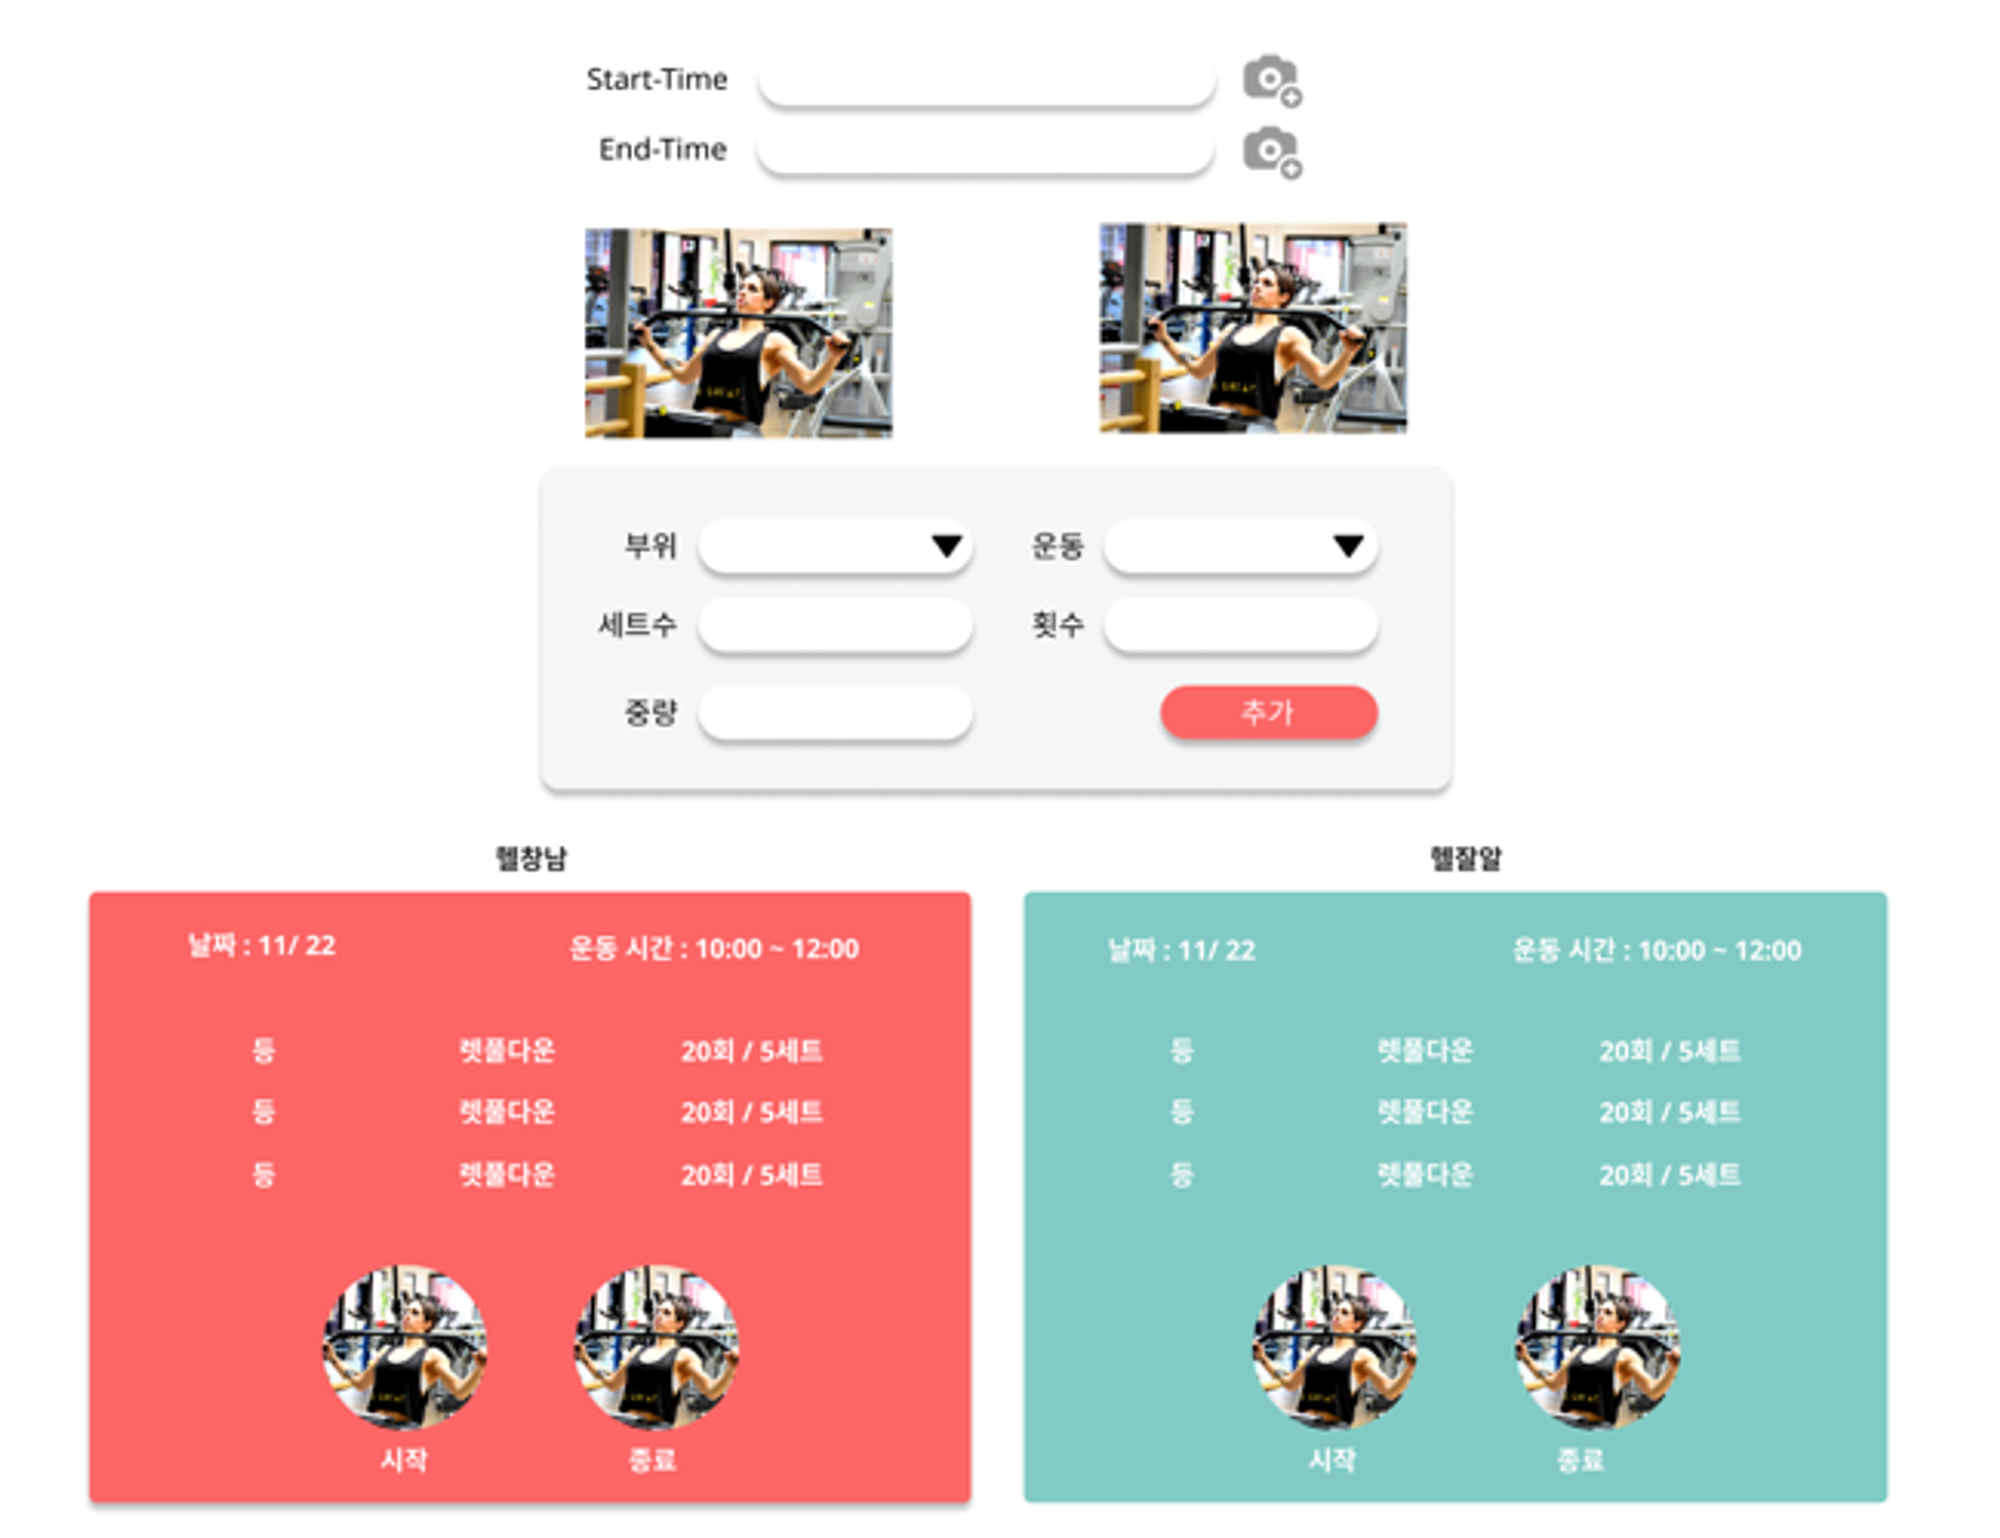 Start-Time
End-Time
부위 운동
세트수 횟수
중량 추가
헬창남
날짜 : 11/ 22 운동 시간 : 10:00 ~ 12:00
등 렛풀다운 20회 / 5세트
등 렛풀다운 20회 / 5세트
등 렛풀다운 20회 / 5세트
시작 종료
헬잘알
날짜 : 11/ 22 운동 시간 : 10:00 ~ 12:00
등 렛풀다운 20회 / 5세트
등 렛풀다운 20회 / 5세트
등 렛풀다운 20회 / 5세트
시작 종료